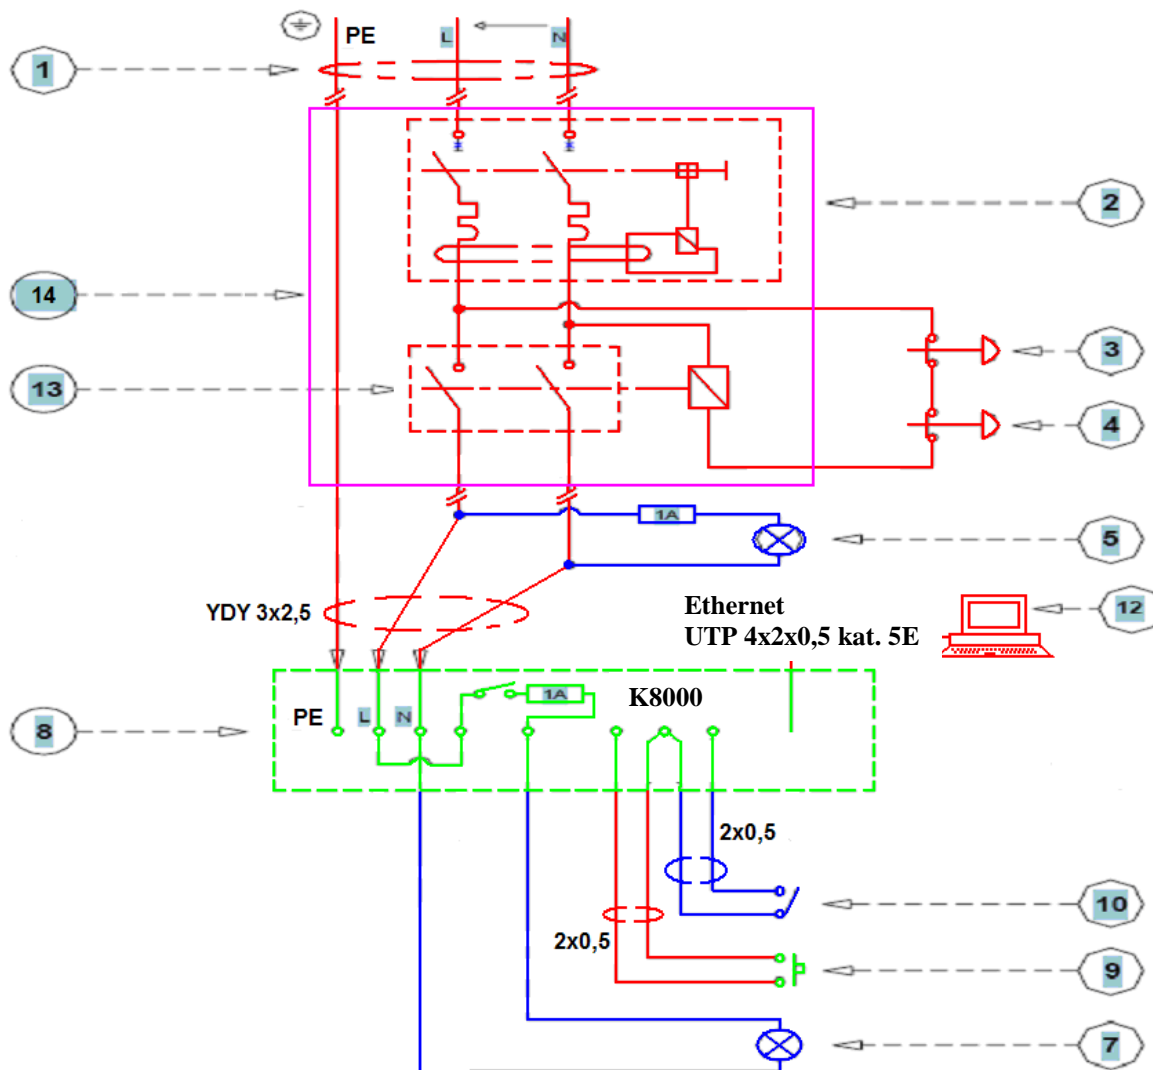 PE
L
N
1
2
14
3
13
4
1A
5
Ethernet
12
YDY 3x2,5
UTP 4x2x0,5 kat. 5E
1A
K8000
PE
L
N
8
2x0,5
10
2x0,5
9
7